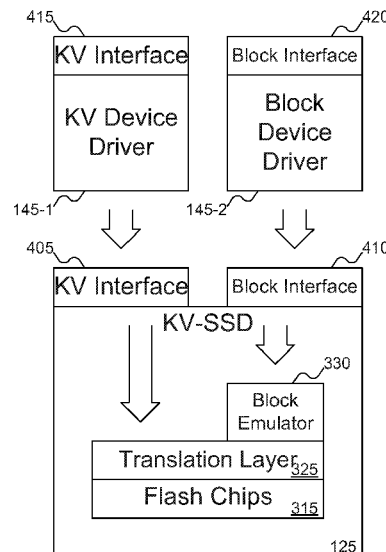 415
420
KV Interface
Block Interface
KV Device
Driver
Block
Device
Driver
145-1
145-2
405
410
KV Interface
Block Interface
KV-SSD
330
Block
Emulator
Translation Layer
325
Flash Chips
315
125